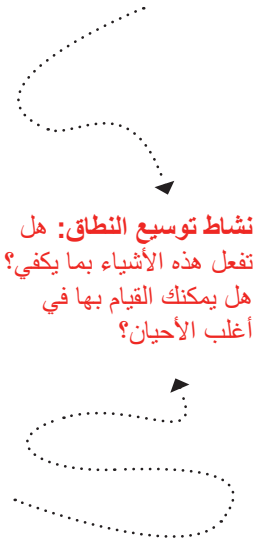 نشاط توسيع النطاق: هل
تفعل هذه الأشياء بما يكفي؟
هل يمكنك القيام بها في
أغلب الأحيان؟